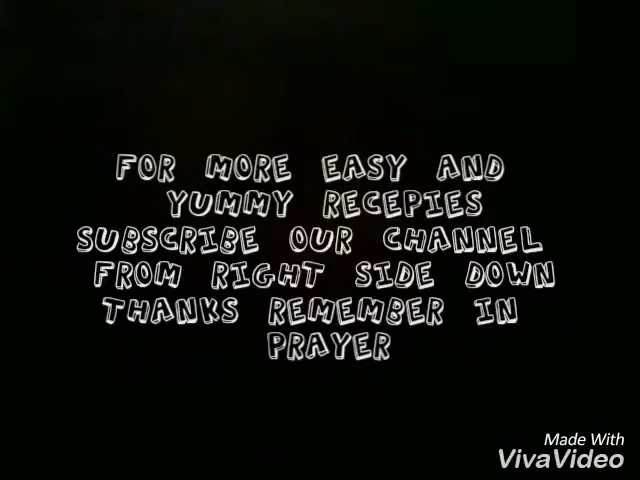 FOR MORE EASY AND
YUMMY RECEPIES
SUBSCRIBE OUR CHANNEL
FROM RIGHT SIDE DOWN
THANKS REMEMBER IN
PRAYER
Made With
VivaVideo